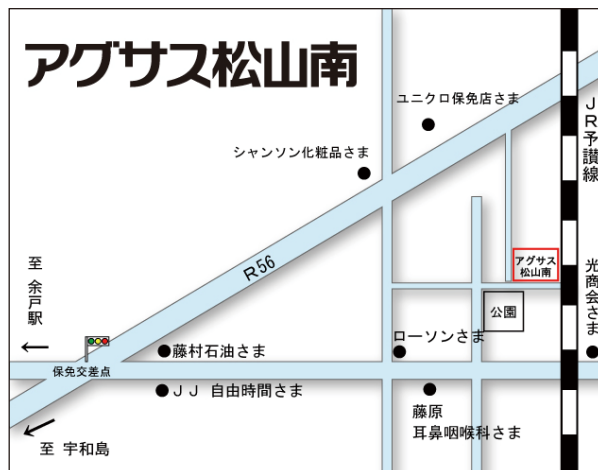 アグサス松山南
ユニクロ保免店さま
シャンソン化粧品さま
JR予讃線
R56
アグサス
松山南
光商会さま
公園
至 余戸駅
藤村石油さま
ローソンさま
保免交差点
JJ 自由時間さま
藤原
耳鼻咽喉科さま
至 宇和島